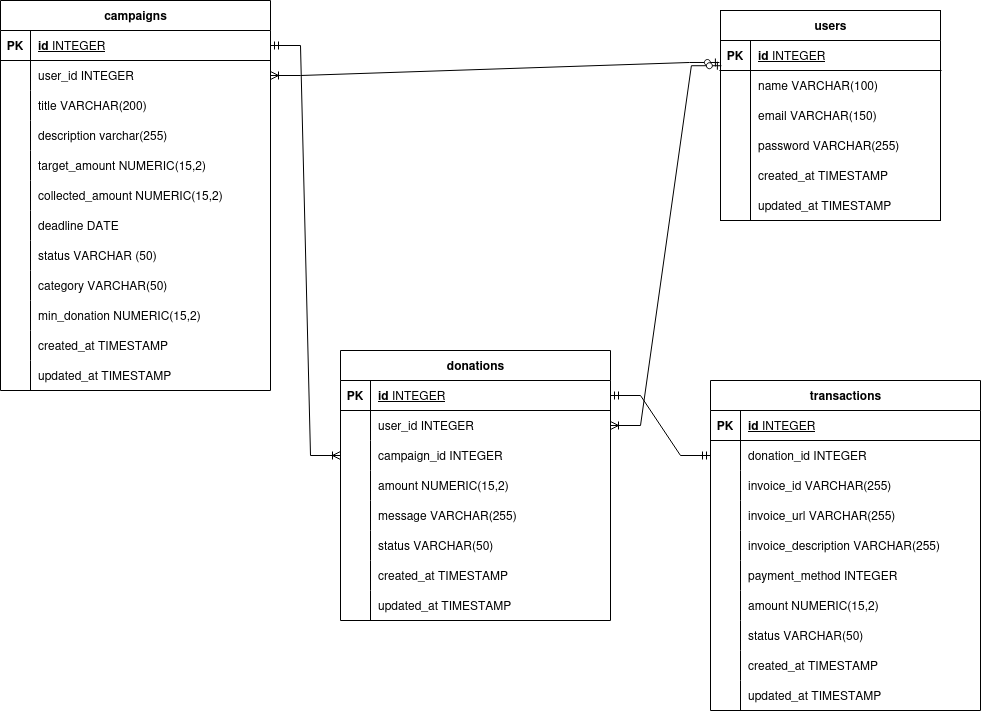 campaigns
PK id INTEGER
user_id INTEGER
title VARCHAR(200)
description varchar(255)
target_amount NUMERIC(15,2)
collected_amount NUMERIC(15,2)
deadline DATE
status VARCHAR (50)
category VARCHAR(50)
min_donation NUMERIC(15,2)
created_at TIMESTAMP
updated_at TIMESTAMP
users
PK id INTEGER
name VARCHAR(100)
email VARCHAR(150)
password VARCHAR(255)
created_at TIMESTAMP
updated_at TIMESTAMP
donations
PK id INTEGER
user_id INTEGER
campaign_id INTEGER
amount NUMERIC(15,2)
message VARCHAR(255)
status VARCHAR(50)
created_at TIMESTAMP
updated_at TIMESTAMP
transactions
PK id INTEGER
donation_id INTEGER
invoice_id VARCHAR(255)
invoice_url VARCHAR(255)
invoice_description VARCHAR(255)
payment_method INTEGER
amount NUMERIC(15,2)
status VARCHAR(50)
created_at TIMESTAMP
updated_at TIMESTAMP